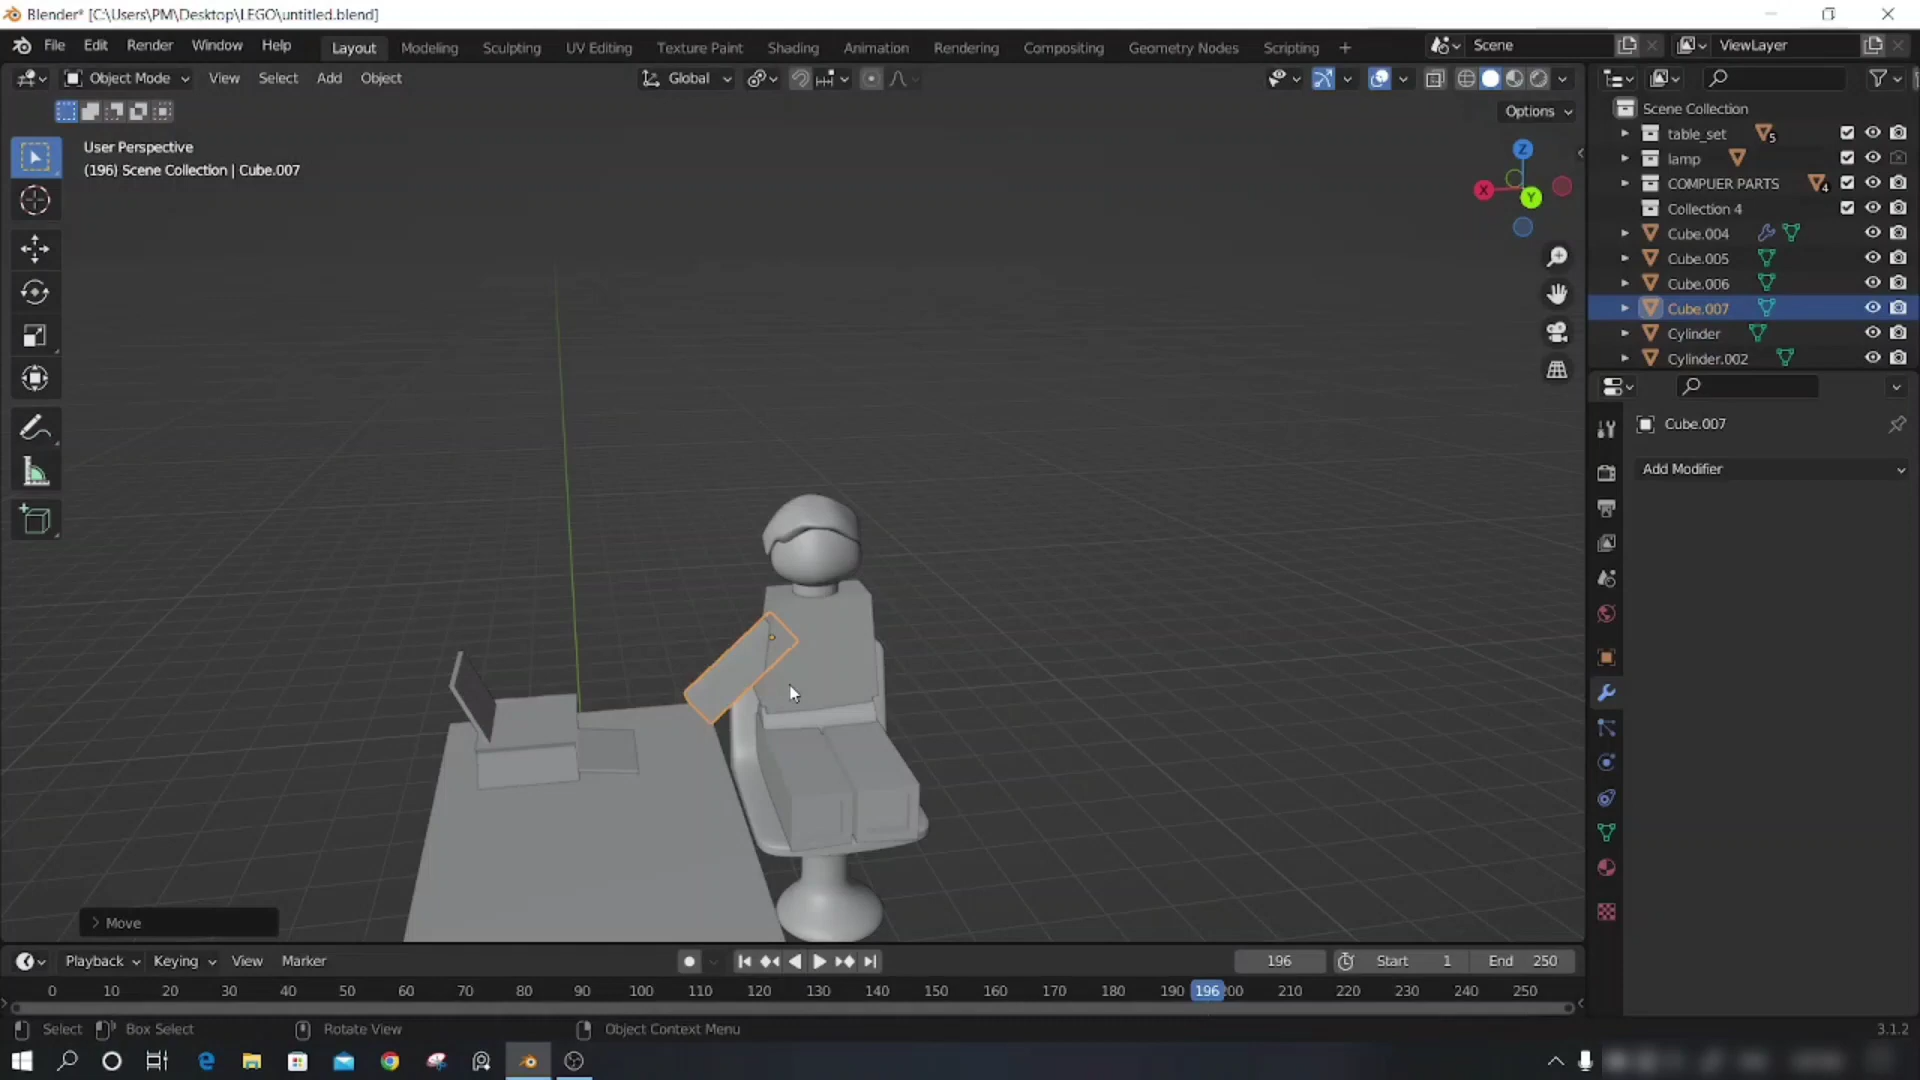 Blender* [C:\Users\PM\Desktop\LEGO\untitled.blend]
File Edit Render Window Help Layout Modeling Sculpting UV Editing Texture Paint Shading Animation Rendering Compositing Geometry Nodes Scripting + Scene ViewLayer
Object Mode View Select Add Object Global
Options
User Perspective
(196) Scene Collection | Cube.007
Z
X
Y
Scene Collection
table_set 5
lamp
COMPUER PARTS 4
Collection 4
Cube.004
Cube.005
Cube.006
Cube.007
Cylinder
Cylinder.002
Cube.007
Add Modifier
> Move
Playback Keying View Marker 196 Start 1 End 250
0 10 20 30 40 50 60 70 80 90 100 110 120 130 140 150 160 170 180 190 196 00 210 220 230 240 250
Select Box Select Rotate View Object Context Menu 3.1.2